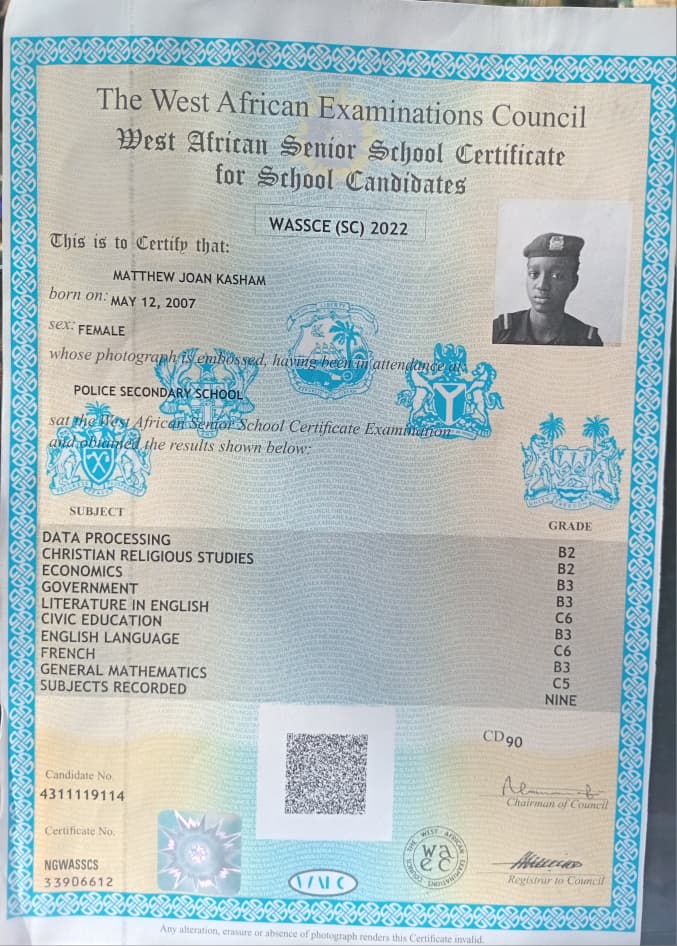 The West African Examinations Council
West African Senior School Certificate
for School Candidates
WASSCE (SC) 2022
This is to Certify that:
MATTHEW JOAN KASHAM
born on: MAY 12, 2007
sex: FEMALE
whose photograph is embossed, having been in attendance at
POLICE SECONDARY SCHOOL
sat the West African Senior School Certificate Examination
and obtained the results shown below:
SUBJECT GRADE
DATA PROCESSING B2
CHRISTIAN RELIGIOUS STUDIES B2
ECONOMICS B3
GOVERNMENT B3
LITERATURE IN ENGLISH C6
CIVIC EDUCATION B3
ENGLISH LANGUAGE C6
FRENCH B3
GENERAL MATHEMATICS C5
SUBJECTS RECORDED NINE
CD90
Candidate No.
4311119114
Chairman of Council
Certificate No.
NGWASSCS
33906612
THE WEST AFRICAN EXAMINATIONS COUNCIL
waec
Registrar to Council
Any alteration, erasure or absence of photograph renders this Certificate invalid.